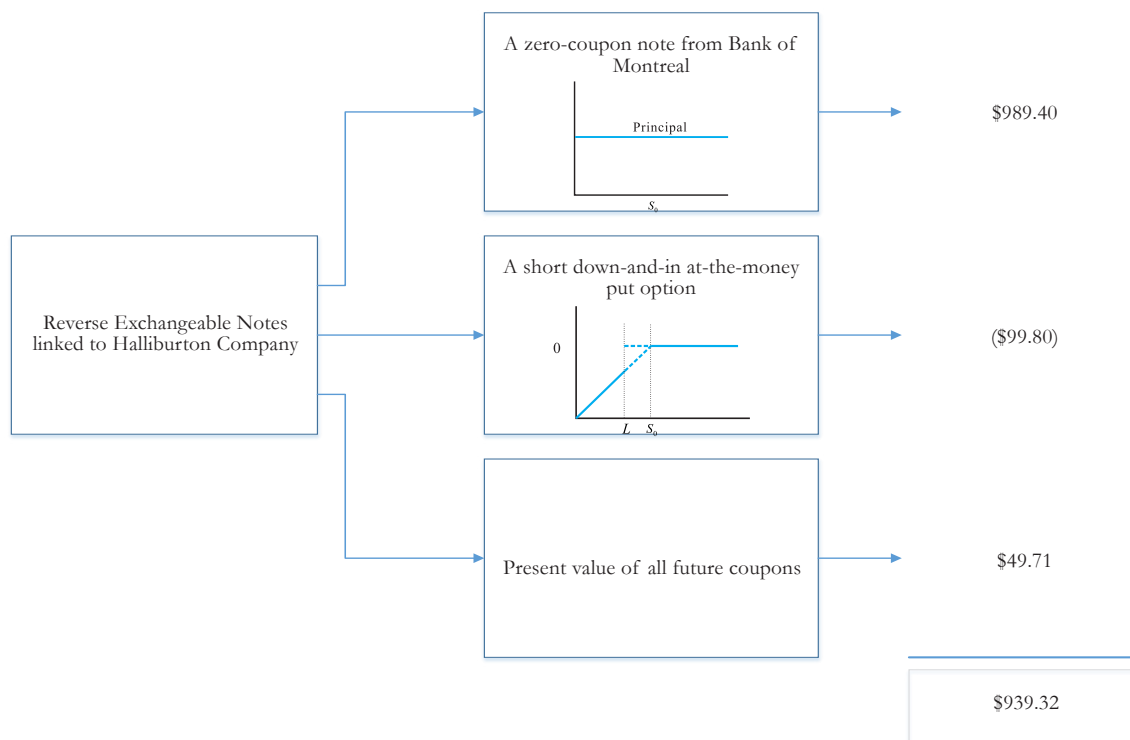 A zero-coupon note from Bank of
Montreal
Principal
S₀
$989.40
Reverse Exchangeable Notes
linked to Halliburton Company
A short down-and-in at-the-money
put option
0
L S₀
($99.80)
Present value of all future coupons
$49.71
$939.32